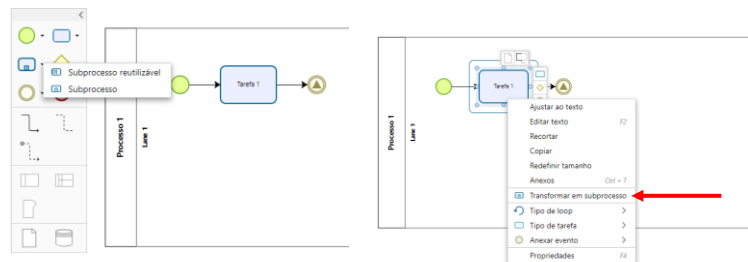 Subprocesso reutilizável
Subprocesso
Processo 1
Lane 1
Tarefa 1
Processo 1
Lane 1
Tarefa 1
Ajustar ao texto
Editar texto F2
Recortar
Copiar
Redefinir tamanho
Anexos Ctrl + T
Transformar em subprocesso
Tipo de loop
Tipo de tarefa
Anexar evento
Propriedades F4